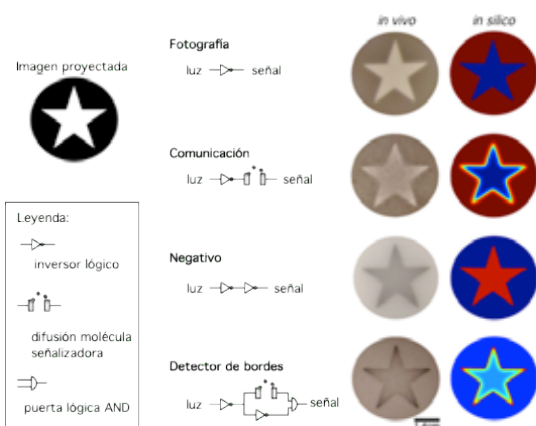 in vivo
in silico
Imagen proyectada
Fotografía
luz señal
Comunicación
luz señal
Leyenda:
inversor lógico
difusión molécula
señalizadora
puerta lógica AND
Negativo
luz señal
Detector de bordes
luz señal